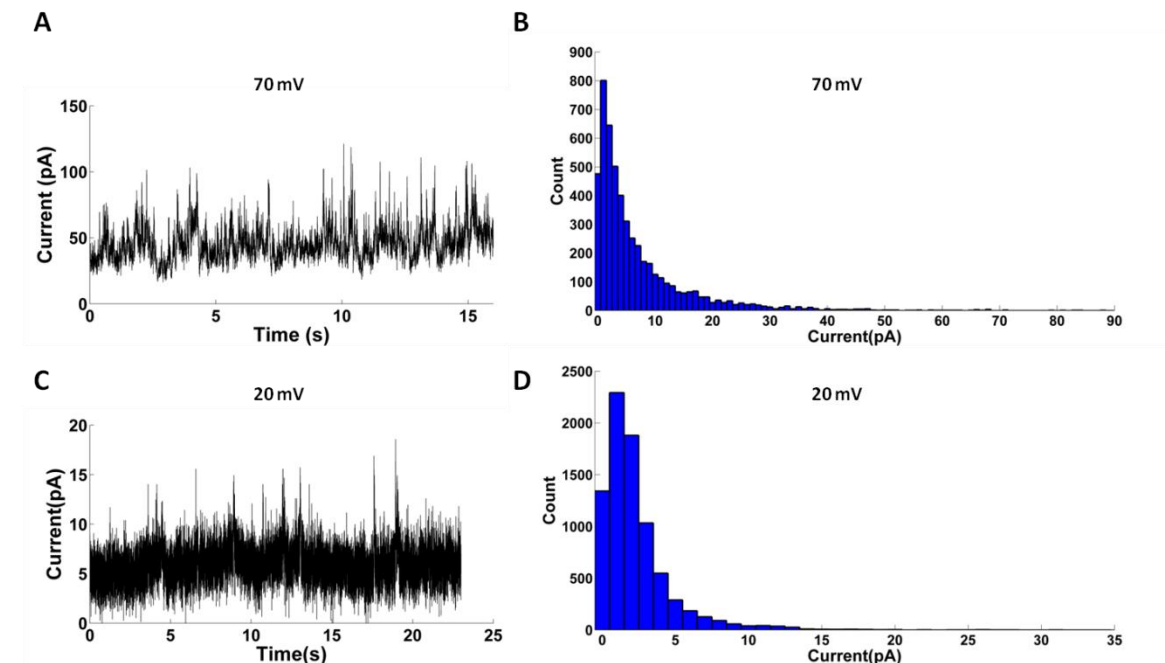 A
70 mV
Current (pA)
150
100
50
0
0 5 10 15
Time (s)
B
70 mV
Count
900
800
700
600
500
400
300
200
100
0
0 10 20 30 40 50 60 70 80 90
Current(pA)
C
20 mV
Current(pA)
20
15
10
5
0
0 5 10 15 20 25
Time(s)
D
20 mV
Count
2500
2000
1500
1000
500
0
0 5 10 15 20 25 30 35
Current(pA)